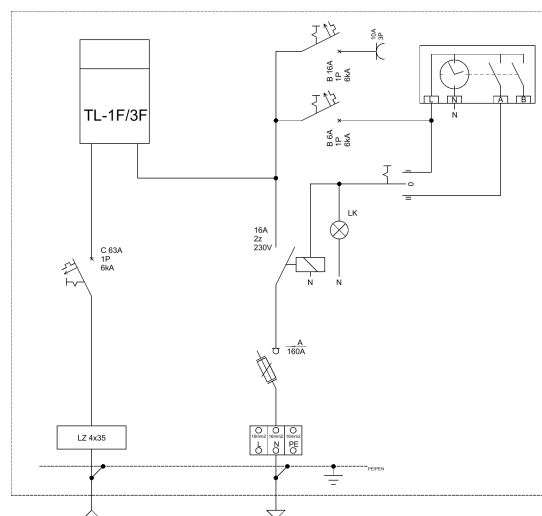 TL-1F/3F
B 16A
1P
6kA
10A
3P
B 6A
1P
6kA
L
N
A
B
N
I
0
II
LK
16A
2z
230V
N
N
C 63A
1P
6kA
A
160A
LZ 4x35
16mm2
16mm2
16mm2
L
N
PE
PE/PEN